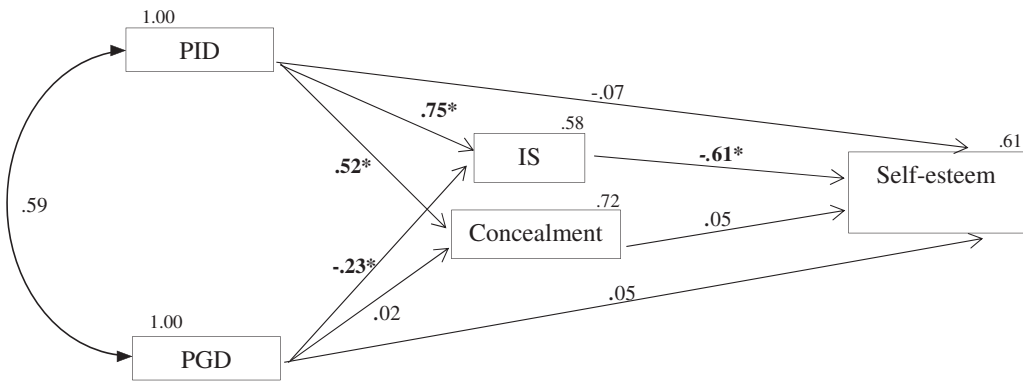 1.00
PID
-.07
.75*
.58
IS
.61
-.61*
Self-esteem
.52*
.72
.59
Concealment
.05
-.23*
.05
.02
1.00
PGD